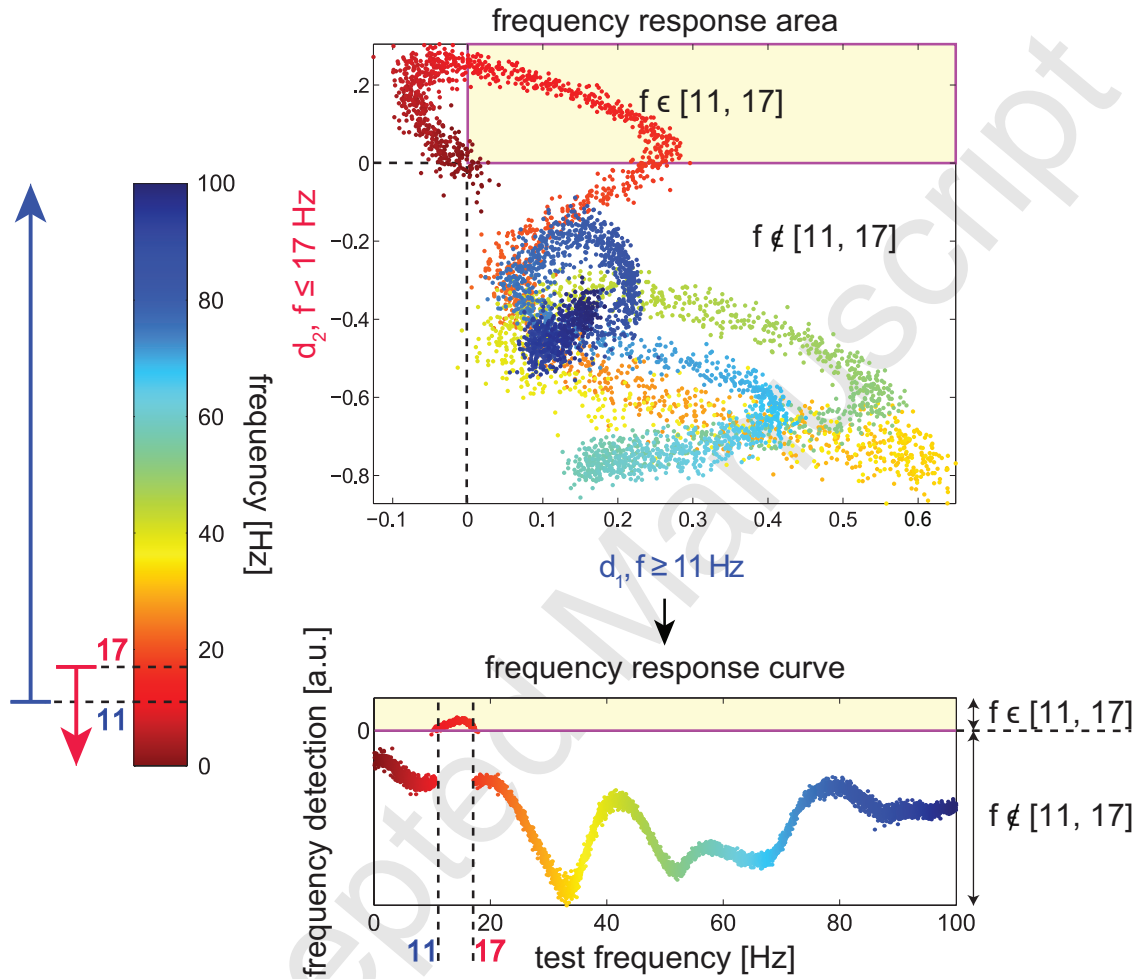 frequency response area
.2
0
−0.2
−0.4
−0.6
−0.8
−0.1
0
0.1
0.2
0.3
0.4
0.5
0.6
f ϵ [11, 17]
f ∉ [11, 17]
d₂, f ≤ 17 Hz
d₁, f ≥ 11 Hz
100
80
60
40
20
0
frequency [Hz]
17
11
frequency response curve
frequency detection [a.u.]
0
f ϵ [11, 17]
f ∉ [11, 17]
0
20
40
60
80
100
11
17
test frequency [Hz]
epted Manuscript